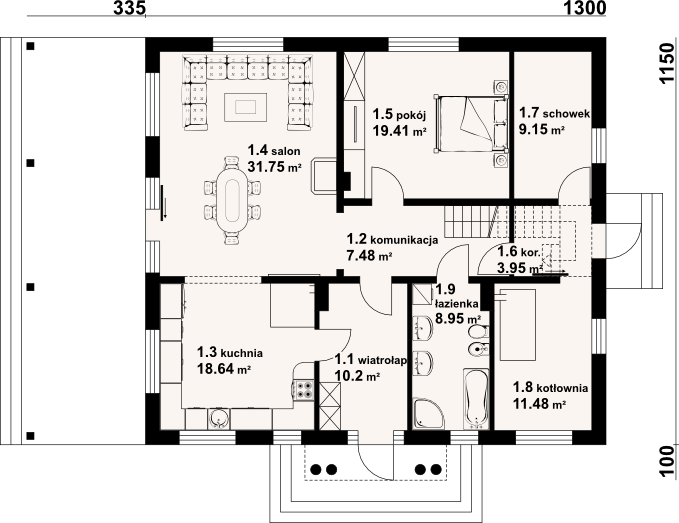 335
1300
1150
1.5 pokój
19.41 m²
1.7 schowek
9.15 m²
1.4 salon
31.75 m²
1.2 komunikacja
7.48 m²
1.6 kor.
3.95 m²
1.9
łazienka
8.95 m²
1.3 kuchnia
18.64 m²
1.1 wiatrołap
10.2 m²
1.8 kotłownia
11.48 m²
100